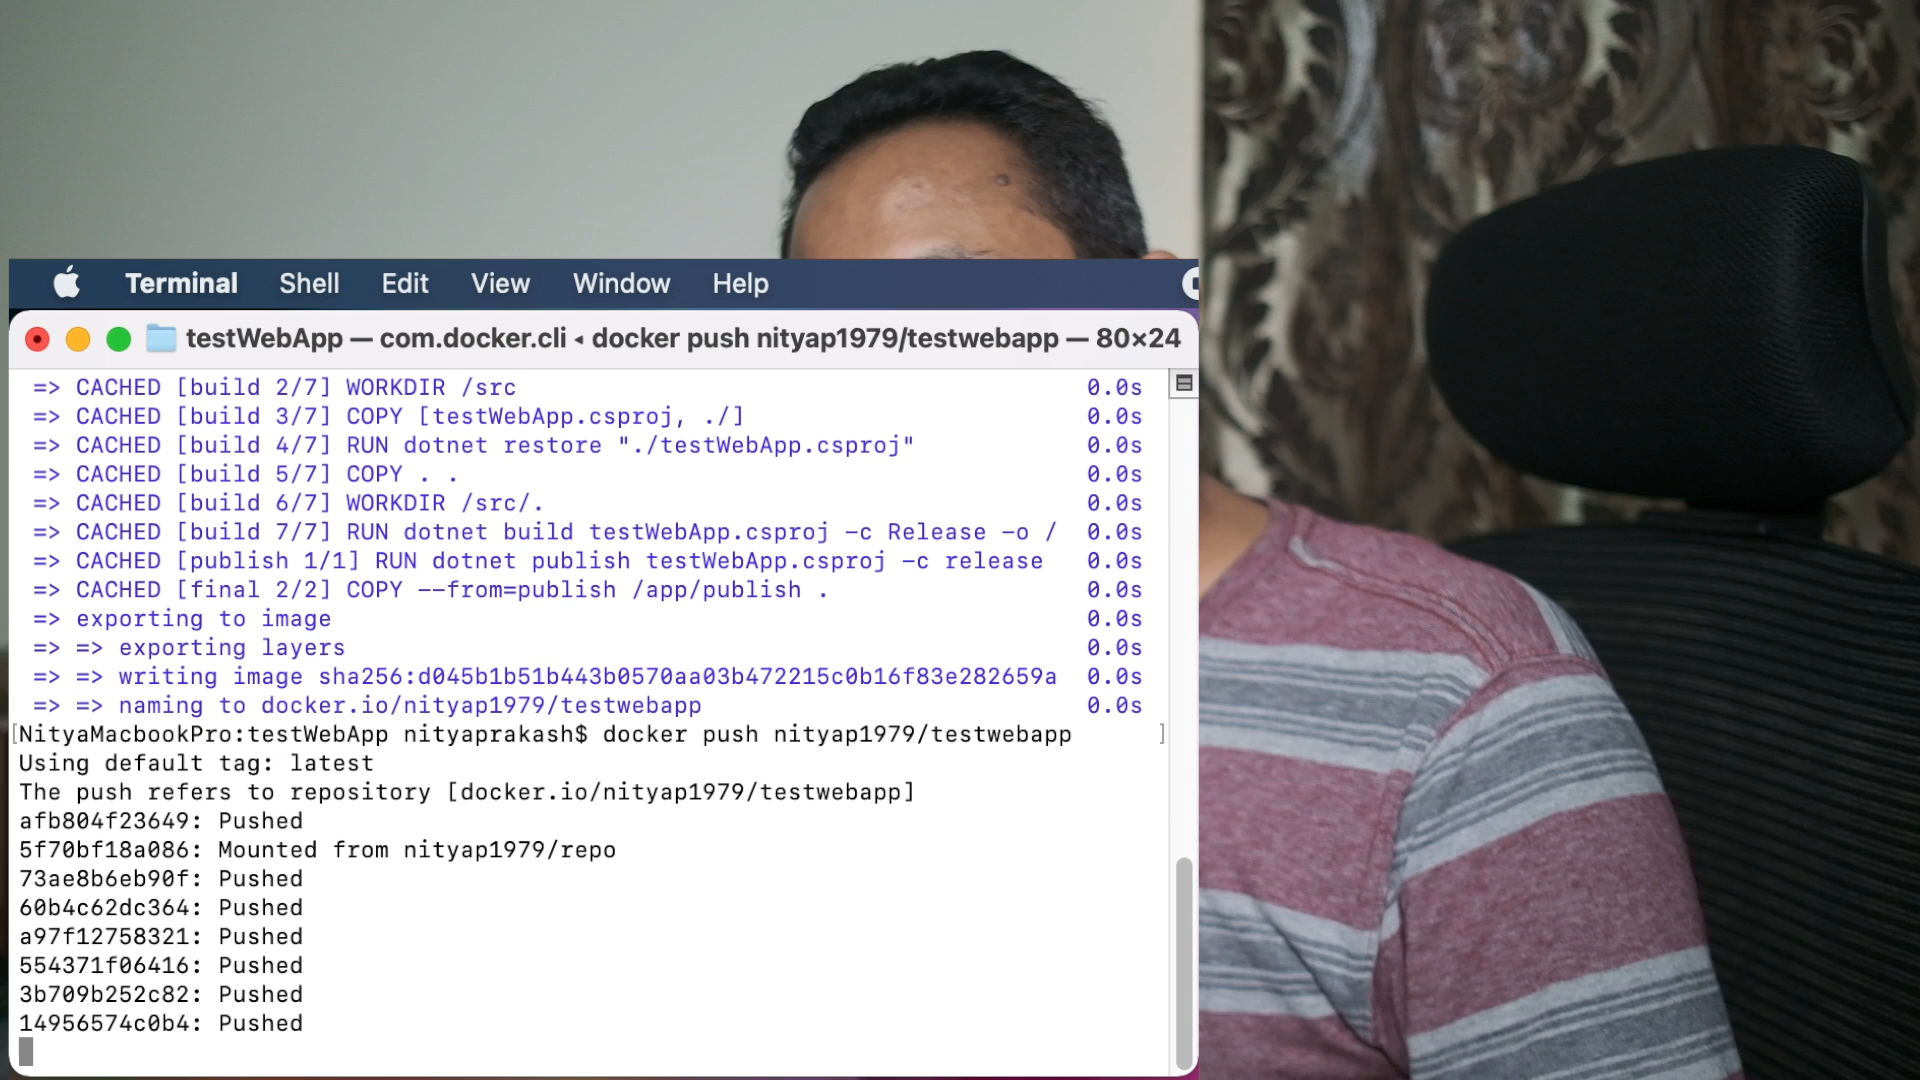 Terminal Shell Edit View Window Help
testWebApp — com.docker.cli ◂ docker push nityap1979/testwebapp — 80×24
=> CACHED [build 2/7] WORKDIR /src 0.0s
=> CACHED [build 3/7] COPY [testWebApp.csproj, ./] 0.0s
=> CACHED [build 4/7] RUN dotnet restore "./testWebApp.csproj" 0.0s
=> CACHED [build 5/7] COPY . . 0.0s
=> CACHED [build 6/7] WORKDIR /src/. 0.0s
=> CACHED [build 7/7] RUN dotnet build testWebApp.csproj -c Release -o / 0.0s
=> CACHED [publish 1/1] RUN dotnet publish testWebApp.csproj -c release 0.0s
=> CACHED [final 2/2] COPY --from=publish /app/publish . 0.0s
=> exporting to image 0.0s
=> => exporting layers 0.0s
=> => writing image sha256:d045b1b51b443b0570aa03b472215c0b16f83e282659a 0.0s
=> => naming to docker.io/nityap1979/testwebapp 0.0s
[NityaMacbookPro:testWebApp nityaprakash$ docker push nityap1979/testwebapp ]
Using default tag: latest
The push refers to repository [docker.io/nityap1979/testwebapp]
afb804f23649: Pushed
5f70bf18a086: Mounted from nityap1979/repo
73ae8b6eb90f: Pushed
60b4c62dc364: Pushed
a97f12758321: Pushed
554371f06416: Pushed
3b709b252c82: Pushed
14956574c0b4: Pushed